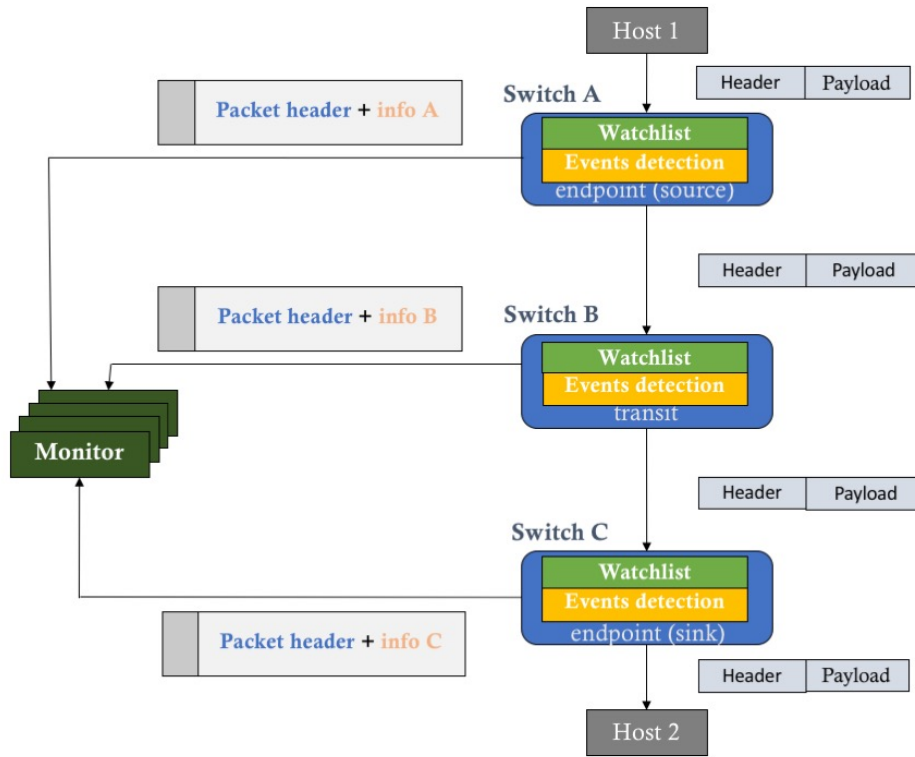 Host 1
Header Payload
Switch A
Packet header + info A
Watchlist
Events detection
endpoint (source)
Header Payload
Packet header + info B
Switch B
Watchlist
Events detection
transit
Monitor
Header Payload
Switch C
Watchlist
Events detection
endpoint (sink)
Packet header + info C
Header Payload
Host 2